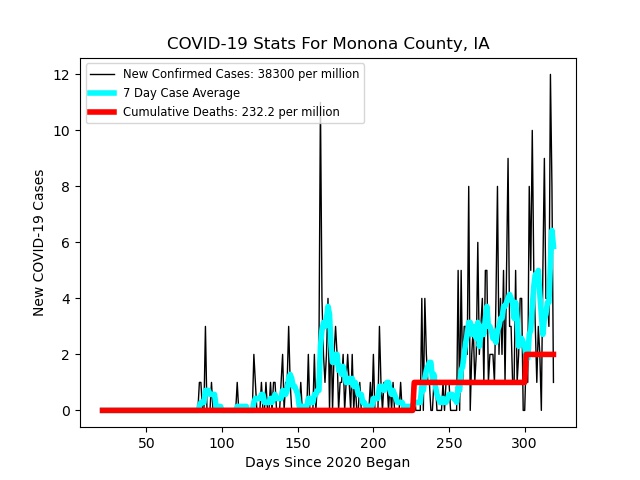 COVID-19 Stats For Monona County, IA
New Confirmed Cases: 38300 per million
7 Day Case Average
Cumulative Deaths: 232.2 per million
12
10
8
6
4
2
0
New COVID-19 Cases
50 100 150 200 250 300
Days Since 2020 Began